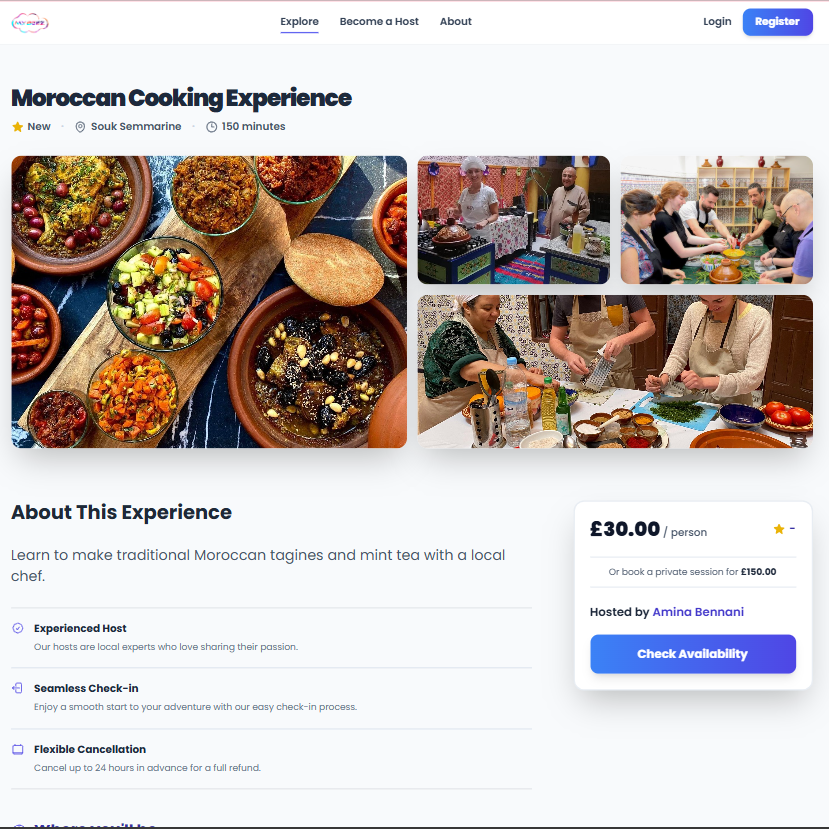 Explore
Become a Host
About
Login
Register
Moroccan Cooking Experience
New · Souk Semmarine · 150 minutes
About This Experience
Learn to make traditional Moroccan tagines and mint tea with a local
chef.
Experienced Host
Our hosts are local experts who love sharing their passion.
Seamless Check-in
Enjoy a smooth start to your adventure with our easy check-in process.
Flexible Cancellation
Cancel up to 24 hours in advance for a full refund.
£30.00 / person
-
Or book a private session for £150.00
Hosted by Amina Bennani
Check Availability